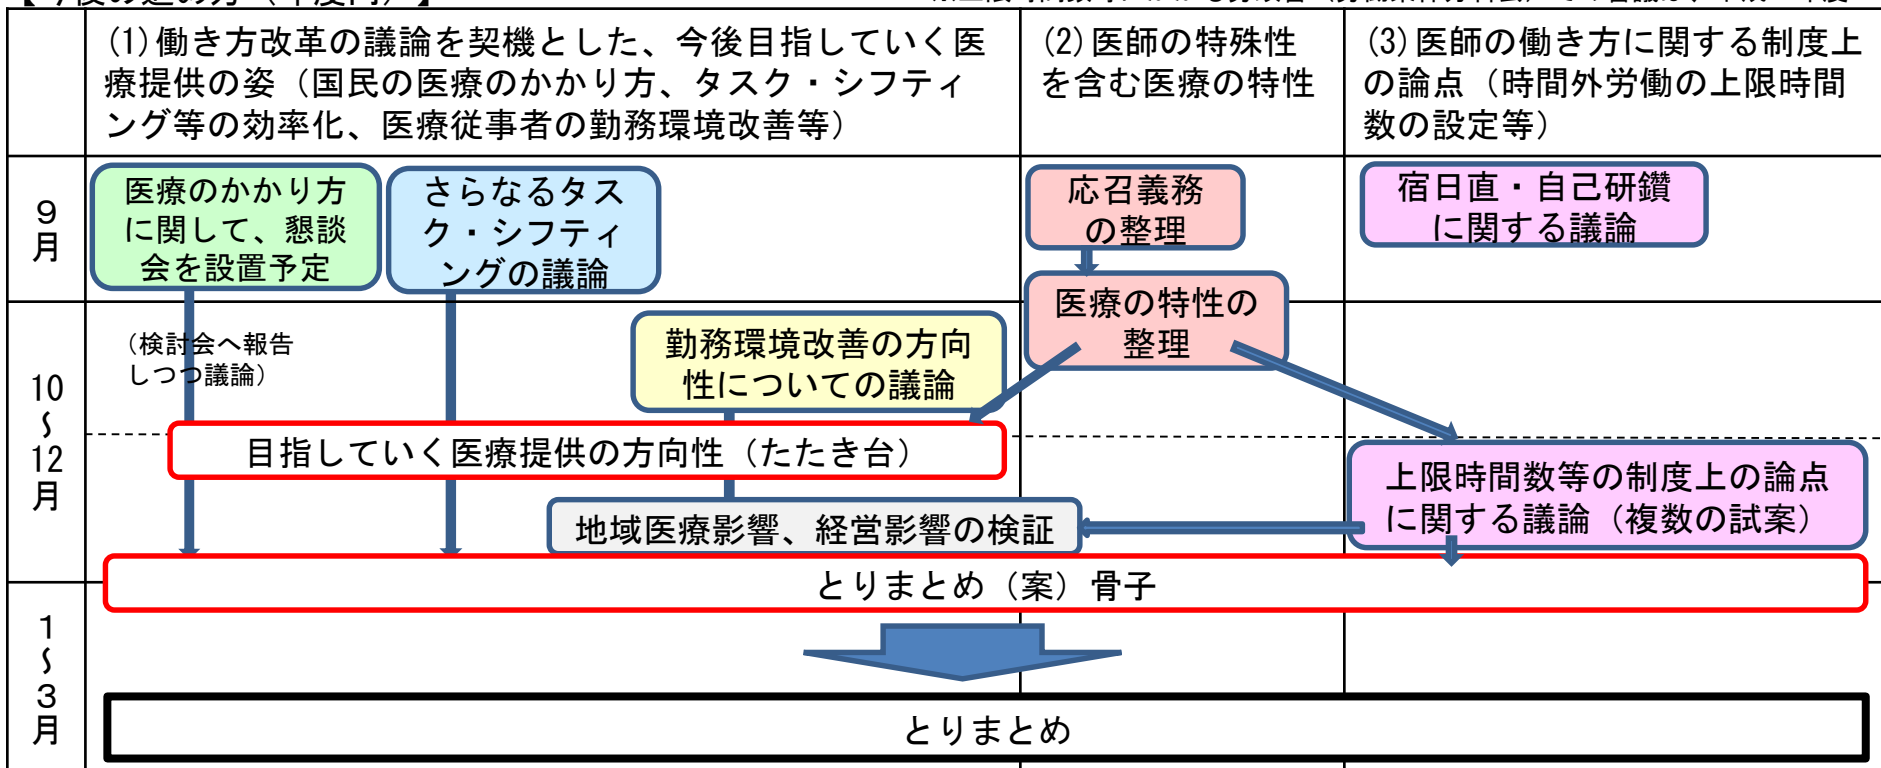 (1)働き方改革の議論を契機とした、今後目指していく医
療提供の姿（国民の医療のかかり方、タスク・シフティ
ング等の効率化、医療従事者の勤務環境改善等）
(2)医師の特殊性
を含む医療の特性
(3)医師の働き方に関する制度上
の論点（時間外労働の上限時間
数の設定等）
9
月
医療のかかり方
に関して、懇談
会を設置予定
さらなるタス
ク・シフティ
ングの議論
応召義務
の整理
宿日直・自己研鑽
に関する議論
医療の特性の
整理
10
～
12
月
（検討会へ報告
しつつ議論）
勤務環境改善の方向
性についての議論
目指していく医療提供の方向性（たたき台）
上限時間数等の制度上の論点
に関する議論（複数の試案）
地域医療影響、経営影響の検証
とりまとめ（案）骨子
1
～
3
月
とりまとめ